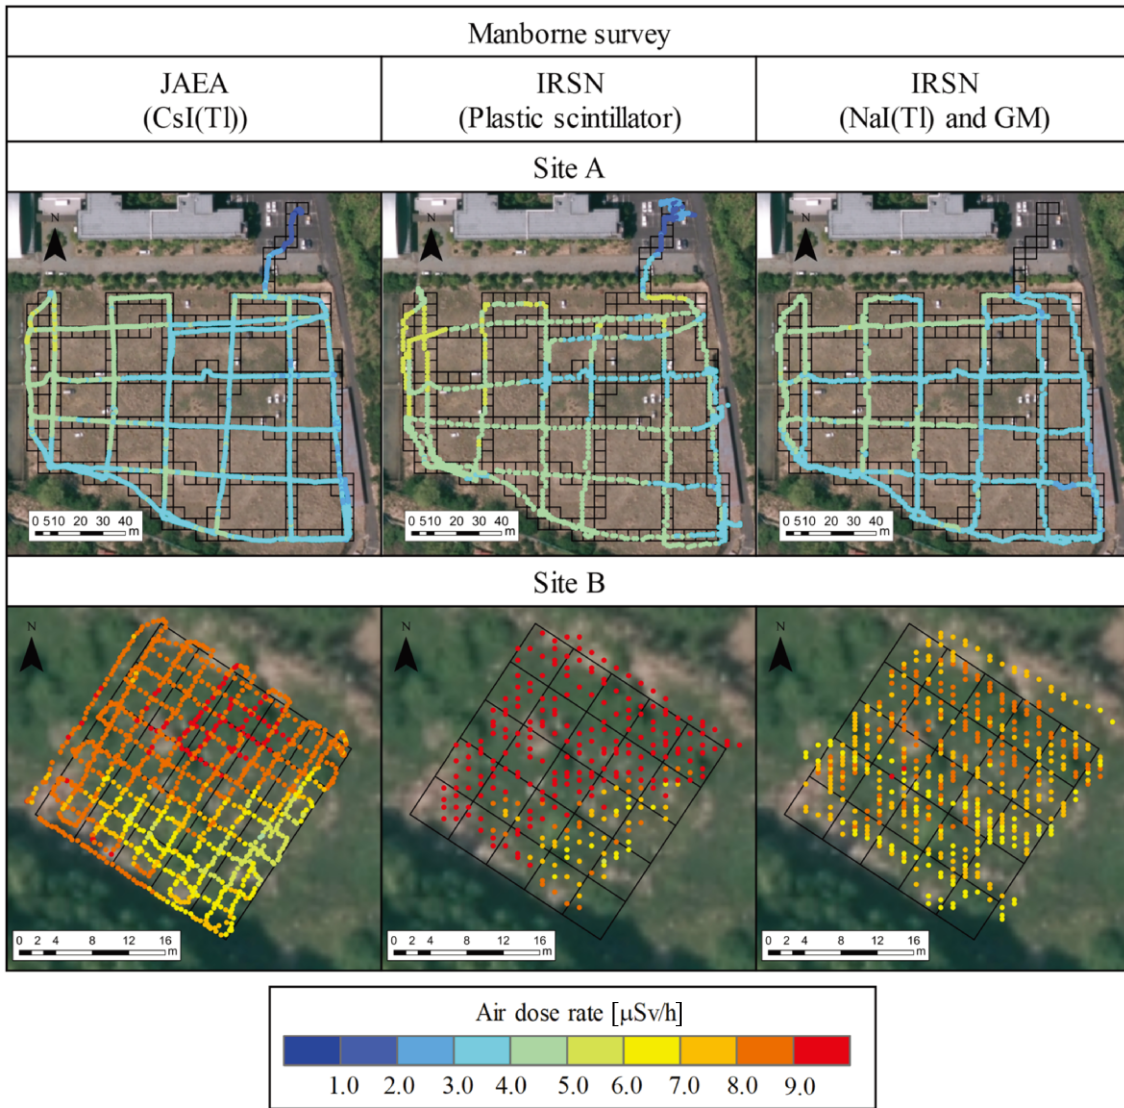 Manborne survey
JAEA
(CsI(Tl))
IRSN
(Plastic scintillator)
IRSN
(NaI(Tl) and GM)
Site A
N
N
N
0 510 20 30 40
m
0 510 20 30 40
m
0 510 20 30 40
m
Site B
N
N
N
0 2 4 8 12 16
m
0 2 4 8 12 16
m
0 2 4 8 12 16
m
Air dose rate [μSv/h]
1.0 2.0 3.0 4.0 5.0 6.0 7.0 8.0 9.0